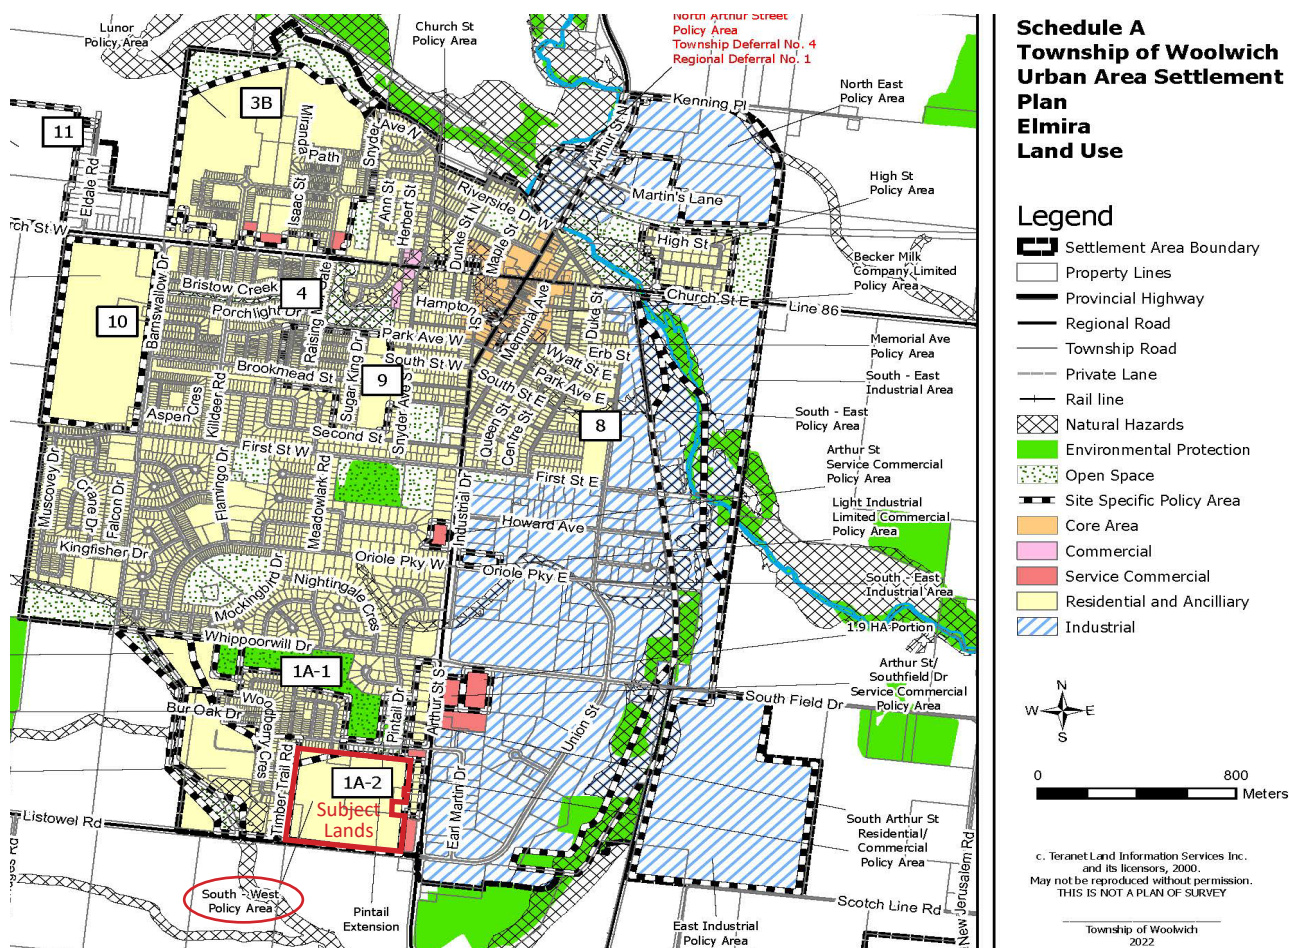 Schedule A
Township of Woolwich
Urban Area Settlement
Plan
Elmira
Land Use
Legend
Settlement Area Boundary
Property Lines
Provincial Highway
Regional Road
Township Road
Private Lane
Rail line
Natural Hazards
Environmental Protection
Open Space
Site Specific Policy Area
Core Area
Commercial
Service Commercial
Residential and Ancilliary
Industrial
N
W
E
S
0
800
Meters
c. Teranet Land Information Services Inc.
and its licensors, 2000.
May not be reproduced without permission.
THIS IS NOT A PLAN OF SURVEY
Township of Woolwich
2022
Lunor
Policy Area
Church St
Policy Area
North Arthur Street
Policy Area
Township Deferral No. 4
Regional Deferral No. 1
North East
Policy Area
High St
Policy Area
Becker Milk
Company Limited
Policy Area
Memorial Ave
Policy Area
South - East
Industrial Area
South - East
Policy Area
Arthur St
Service Commercial
Policy Area
Light Industrial
Limited Commercial
Policy Area
South - East
Industrial Area
1.9 HA Portion
Arthur St/
Southfield Dr
Service Commercial
Policy Area
South Arthur St
Residential/
Commercial
Policy Area
East Industrial
Policy Area
Pintail
Extension
South - West
Policy Area
3B
11
4
10
9
8
1A-1
1A-2
Subject
Lands
Kenning Pl
Arthur St N
Martin's Lane
High St
Church St E
Line 86
Riverside Dr W
Snyder
Ave N
Miranda
Path
Isaac St
Ann St
Herbert St
Dunke St N
Maple St
Eldale Rd
rch St W
Barnswallow Dr
Bristow Creek
Porchlight Dr
Raising
Gate
Hampton
St
Memorial Ave
Duke St
Erb St
Wyatt St E
Park Ave E
Park Ave W
South St W
South St E
Brookmead St
Sugar King Dr
Snyder Ave S
Queen St
Centre St
Aspen Cres
Killdeer Rd
Second St
First St W
First St E
Muscovey Dr
Crane Dr
Falcon Dr
Flamingo Dr
Meadowlark Rd
Industrial Dr
Howard Ave
Kingfisher Dr
Oriole Pky W
Oriole Pky E
Mockingbird Dr
Nightingale Cres
Whippoorwill Dr
Bur Oak Dr
Woodberry Cres
Pintail Dr
Arthur St S
South Field Dr
Union St
Timber Trail Rd
Earl Martin Dr
Listowel Rd
Scotch Line Rd
New Jerusalem Rd